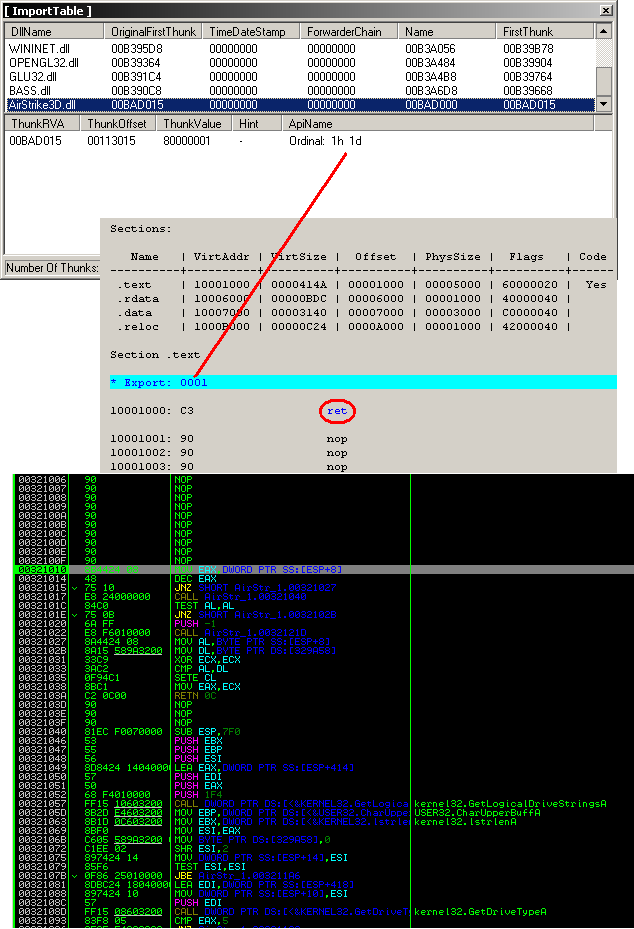 [ ImportTable ]
DllName OriginalFirstThunk TimeDateStamp ForwarderChain Name FirstThunk
WININET.dll 00B395D8 00000000 00000000 00B3A056 00B39B78
OPENGL32.dll 00B39364 00000000 00000000 00B3A484 00B39904
GLU32.dll 00B391C4 00000000 00000000 00B3A4B8 00B39764
BASS.dll 00B390C8 00000000 00000000 00B3A6D8 00B39668
AirStrike3D.dll 00BAD015 00000000 00000000 00BAD000 00BAD015
ThunkRVA ThunkOffset ThunkValue Hint ApiName
00BAD015 00113015 80000001 - Ordinal: 1h 1d
Number Of Thunks:
Sections:
Name | VirtAddr | VirtSize | Offset | PhysSize | Flags | Code
.text | 10001000 | 0000414A | 00001000 | 00005000 | 60000020 | Yes
.rdata | 10006000 | 00000BDC | 00006000 | 00001000 | 40000040 |
.data | 10007000 | 00003140 | 00007000 | 00003000 | C0000040 |
.reloc | 1000B000 | 00000C24 | 0000A000 | 00001000 | 42000040 |
Section .text
* Export: 0001
10001000: C3 ret
10001001: 90 nop
10001002: 90 nop
10001003: 90 nop
00321006 90 NOP
00321007 90 NOP
00321008 90 NOP
00321009 90 NOP
0032100A 90 NOP
0032100B 90 NOP
0032100C 90 NOP
0032100D 90 NOP
0032100E 90 NOP
0032100F 90 NOP
00321010 MOV EAX,DWORD PTR SS:[ESP+8]
00321014 48 DEC EAX
00321015 75 10 JNZ SHORT AirStr_1.00321027
00321017 E8 24000000 CALL AirStr_1.00321040
0032101C 84C0 TEST AL,AL
0032101E 75 0B JNZ SHORT AirStr_1.0032102B
00321020 6A FF PUSH -1
00321022 E8 F6010000 CALL AirStr_1.0032131D
00321027 8A4424 08 MOV AL,BYTE PTR SS:[ESP+8]
0032102B 8A15 589A3200 MOV DL,BYTE PTR DS:[329A58]
00321031 33C9 XOR ECX,ECX
00321033 3AC2 CMP AL,DL
00321035 0F94C1 SETE CL
00321038 8BC1 MOV EAX,ECX
0032103A C2 0C00 RETN 0C
0032103D 90 NOP
0032103E 90 NOP
0032103F 90 NOP
00321040 81EC F0070000 SUB ESP,7F0
00321046 53 PUSH EBX
00321047 55 PUSH EBP
00321048 56 PUSH ESI
00321049 8D8424 14040000 LEA EAX,DWORD PTR SS:[ESP+414]
00321050 57 PUSH EDI
00321051 50 PUSH EAX
00321052 68 F4010000 PUSH 1F4
00321057 FF15 10603200 CALL DWORD PTR DS:[<&KERNEL32.GetLogica kernel32.GetLogicalDriveStringsA
0032105D 8B2D E4603200 MOV EBP,DWORD PTR DS:[<&USER32.CharUppe USER32.CharUpperBuffA
00321063 8B1D 0C603200 MOV EBX,DWORD PTR DS:[<&KERNEL32.lstrle kernel32.lstrlenA
00321069 8BF0 MOV ESI,EAX
0032106B C605 589A3200 MOV BYTE PTR DS:[329A58],0
00321072 C1EE 02 SHR ESI,2
00321075 897424 14 MOV DWORD PTR SS:[ESP+14],ESI
00321079 85F6 TEST ESI,ESI
0032107B 0F86 25010000 JBE AirStr_1.003211A6
00321081 8DBC24 18040000 LEA EDI,DWORD PTR SS:[ESP+418]
00321088 897424 10 MOV DWORD PTR SS:[ESP+10],ESI
0032108C 57 PUSH EDI
0032108D FF15 08603200 CALL DWORD PTR DS:[<&KERNEL32.GetDriveT kernel32.GetDriveTypeA
00321093 83F8 05 CMP EAX,5